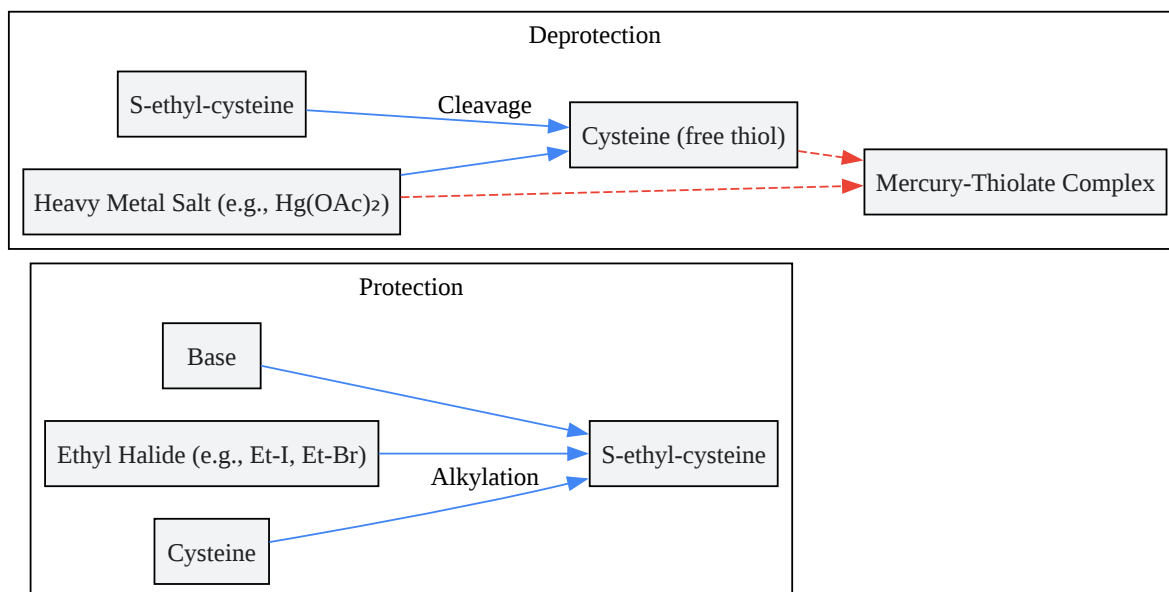 Deprotection
S-ethyl-cysteine
Cleavage
Cysteine (free thiol)
Heavy Metal Salt (e.g., Hg(OAc)₂)
Mercury-Thiolate Complex
Protection
Base
Ethyl Halide (e.g., Et-I, Et-Br)
S-ethyl-cysteine
Alkylation
Cysteine